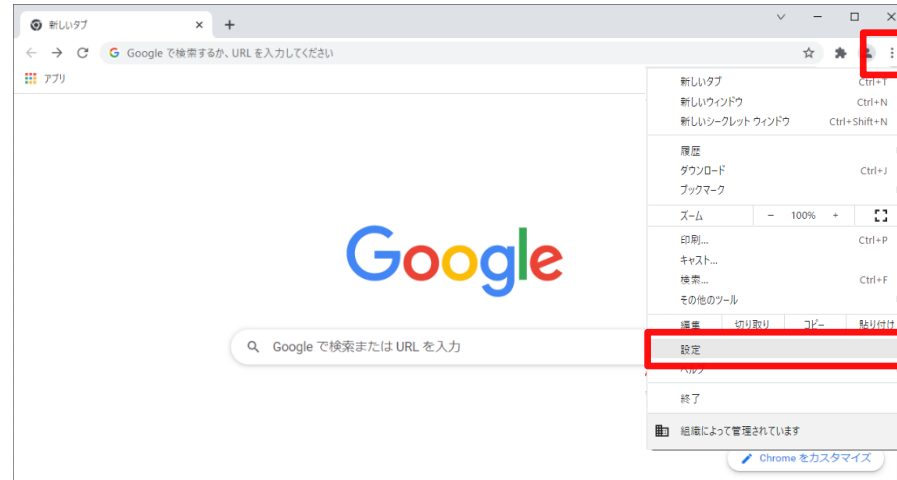 新しいタブ
Google で検索するか、URL を入力してください
アプリ
新しいタブ Ctrl+T
新しいウィンドウ Ctrl+N
新しいシークレット ウィンドウ Ctrl+Shift+N
履歴
ダウンロード Ctrl+J
ブックマーク
ズーム − 100% +
印刷... Ctrl+P
キャスト...
検索... Ctrl+F
その他のツール
編集 切り取り コピー 貼り付け
設定
ヘルプ
終了
組織によって管理されています
Google
Google で検索または URL を入力
Chrome をカスタマイズ